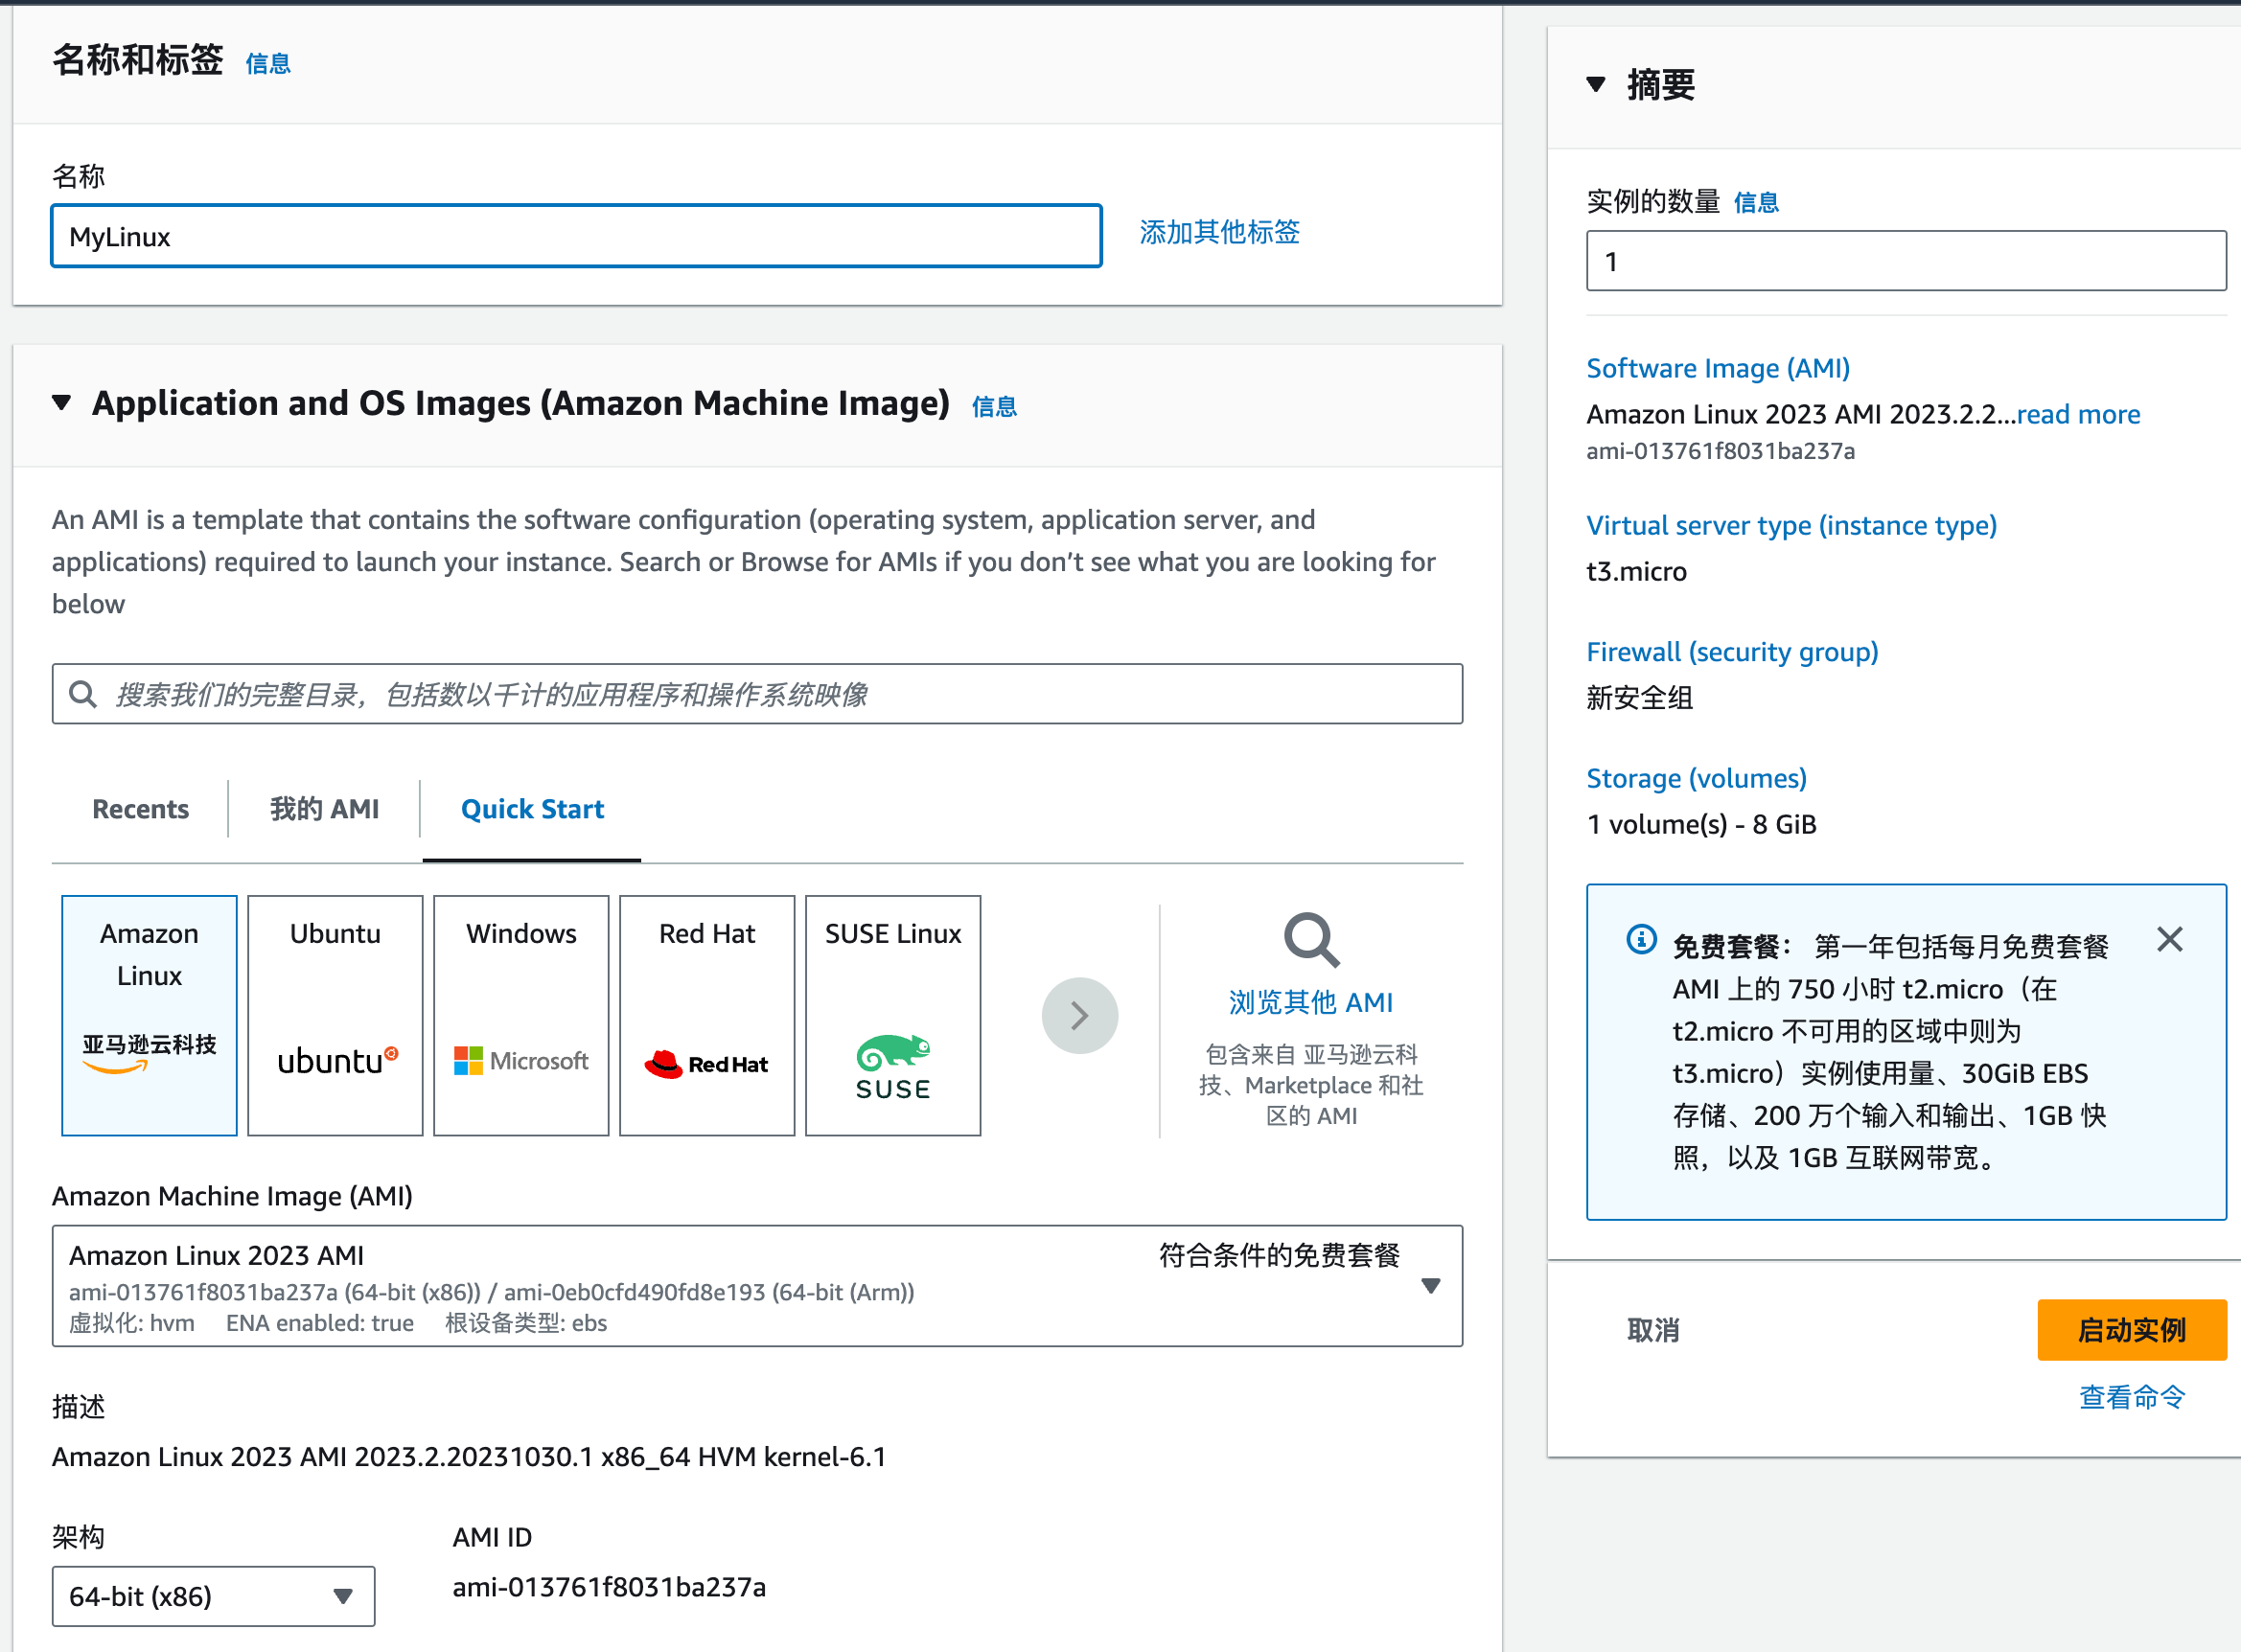 名称和标签 信息
名称
MyLinux
添加其他标签
Application and OS Images (Amazon Machine Image) 信息
An AMI is a template that contains the software configuration (operating system, application server, and
applications) required to launch your instance. Search or Browse for AMIs if you don’t see what you are looking for
below
搜索我们的完整目录，包括数以千计的应用程序和操作系统映像
Recents
我的 AMI
Quick Start
Amazon
Linux
亚马逊云科技
Ubuntu
ubuntu
Windows
Microsoft
Red Hat
Red Hat
SUSE Linux
SUSE
浏览其他 AMI
包含来自 亚马逊云科
技、Marketplace 和社
区的 AMI
Amazon Machine Image (AMI)
Amazon Linux 2023 AMI
符合条件的免费套餐
ami-013761f8031ba237a (64-bit (x86)) / ami-0eb0cfd490fd8e193 (64-bit (Arm))
虚拟化: hvm ENA enabled: true 根设备类型: ebs
描述
Amazon Linux 2023 AMI 2023.2.20231030.1 x86_64 HVM kernel-6.1
架构
64-bit (x86)
AMI ID
ami-013761f8031ba237a
摘要
实例的数量 信息
1
Software Image (AMI)
Amazon Linux 2023 AMI 2023.2.2...read more
ami-013761f8031ba237a
Virtual server type (instance type)
t3.micro
Firewall (security group)
新安全组
Storage (volumes)
1 volume(s) - 8 GiB
免费套餐： 第一年包括每月免费套餐
AMI 上的 750 小时 t2.micro（在
t2.micro 不可用的区域中则为
t3.micro）实例使用量、30GiB EBS
存储、200 万个输入和输出、1GB 快
照，以及 1GB 互联网带宽。
取消
启动实例
查看命令